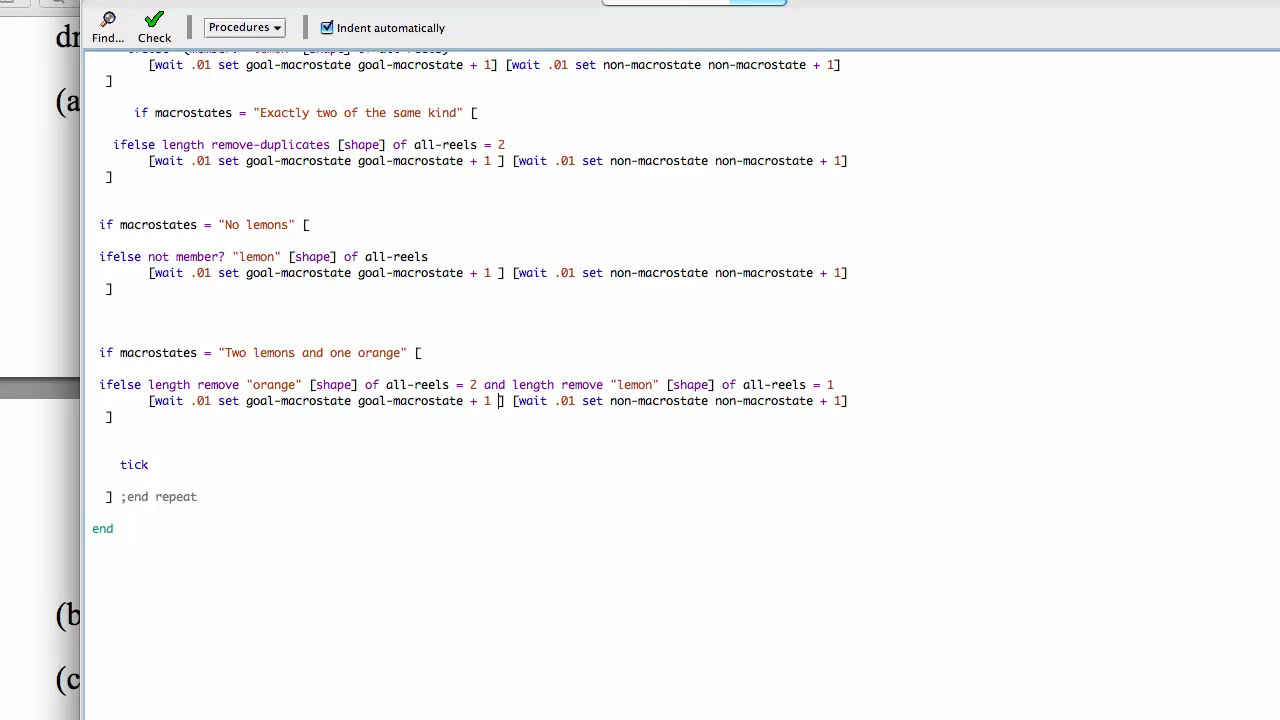 dr
Find... Check Procedures Indent automatically
(a
[wait .01 set goal-macrostate goal-macrostate + 1] [wait .01 set non-macrostate non-macrostate + 1]
]
if macrostates = "Exactly two of the same kind" [
ifelse length remove-duplicates [shape] of all-reels = 2
[wait .01 set goal-macrostate goal-macrostate + 1 ] [wait .01 set non-macrostate non-macrostate + 1]
]
if macrostates = "No lemons" [
ifelse not member? "lemon" [shape] of all-reels
[wait .01 set goal-macrostate goal-macrostate + 1 ] [wait .01 set non-macrostate non-macrostate + 1]
]
if macrostates = "Two lemons and one orange" [
ifelse length remove "orange" [shape] of all-reels = 2 and length remove "lemon" [shape] of all-reels = 1
[wait .01 set goal-macrostate goal-macrostate + 1 ] [wait .01 set non-macrostate non-macrostate + 1]
]
tick
] ;end repeat
end
(b
(c